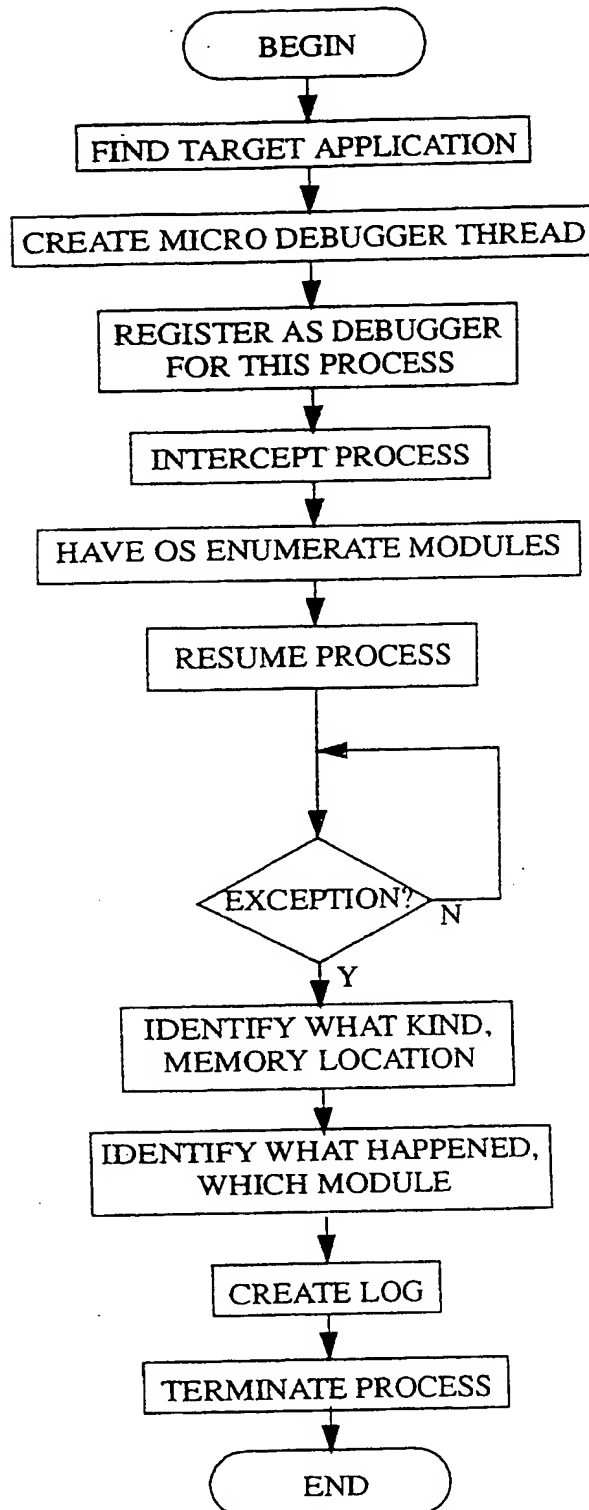 BEGIN
FIND TARGET APPLICATION
CREATE MICRO DEBUGGER THREAD
REGISTER AS DEBUGGER
FOR THIS PROCESS
INTERCEPT PROCESS
HAVE OS ENUMERATE MODULES
RESUME PROCESS
EXCEPTION?
N
Y
IDENTIFY WHAT KIND,
MEMORY LOCATION
IDENTIFY WHAT HAPPENED,
WHICH MODULE
CREATE LOG
TERMINATE PROCESS
END